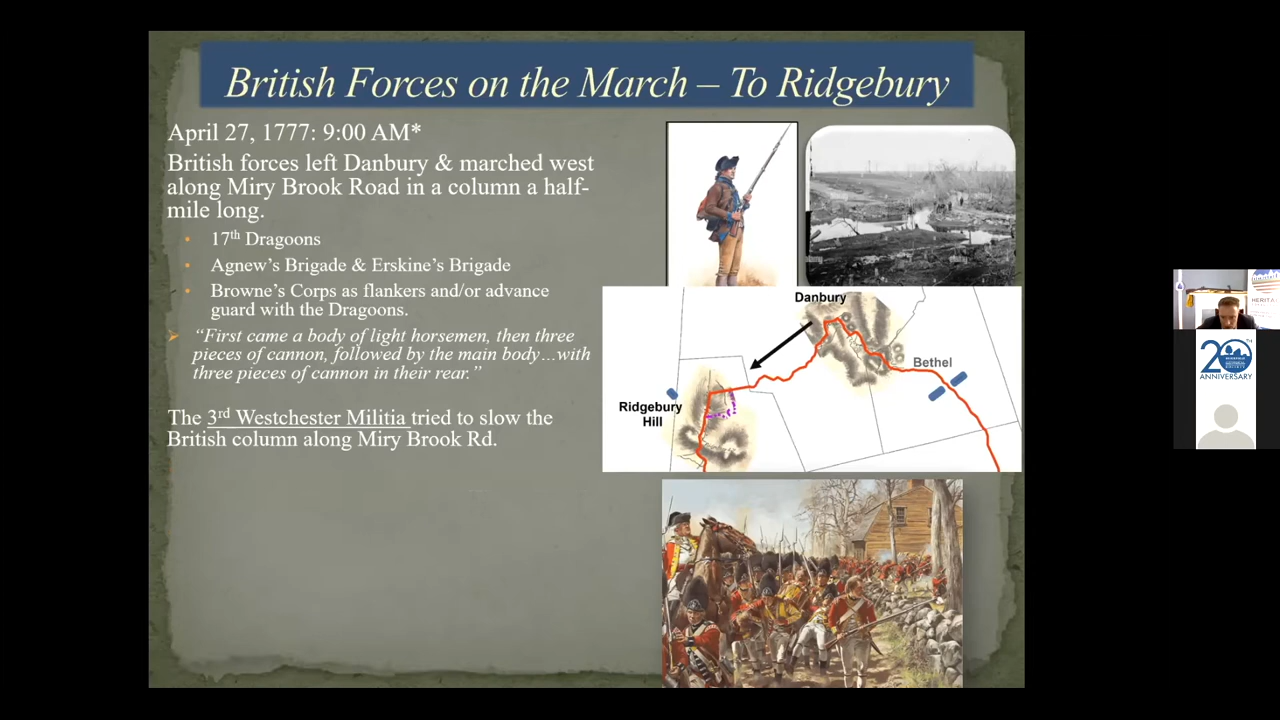 British Forces on the March – To Ridgebury
April 27, 1777: 9:00 AM*
British forces left Danbury & marched west
along Miry Brook Road in a column a half-
mile long.
17th Dragoons
Agnew's Brigade & Erskine's Brigade
Browne's Corps as flankers and/or advance
guard with the Dragoons.
“First came a body of light horsemen, then three
pieces of cannon, followed by the main body…with
three pieces of cannon in their rear.”
The 3rd Westchester Militia tried to slow the
British column along Miry Brook Rd.
Danbury
Bethel
Ridgebury
Hill
20TH
ANNIVERSARY